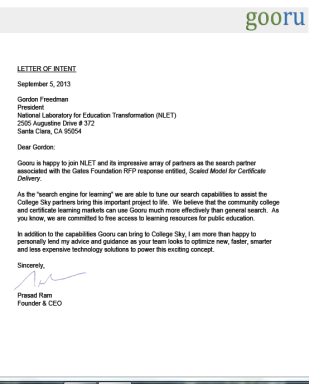 gooru
LETTER OF INTENT
September 5, 2013
Gordon Freedman
President
National Laboratory for Education Transformation (NLET)
2505 Augustine Drive # 372
Santa Clara, CA 95054
Dear Gordon:
Gooru is happy to join NLET and its impressive array of partners as the search partner
associated with the Gates Foundation RFP response entitled, Scaled Model for Certificate
Delivery.
As the "search engine for learning" we are able to tune our search capabilities to assist the
College Sky partners bring this important project to life. We believe that the community college
and certificate learning markets can use Gooru much more effectively than general search. As
you know, we are committed to free access to learning resources for public education.
In addition to the capabilities Gooru can bring to College Sky, I am more than happy to
personally lend my advice and guidance as your team looks to optimize new, faster, smarter
and less expensive technology solutions to power this exciting concept.
Sincerely,
Prasad Ram
Founder & CEO